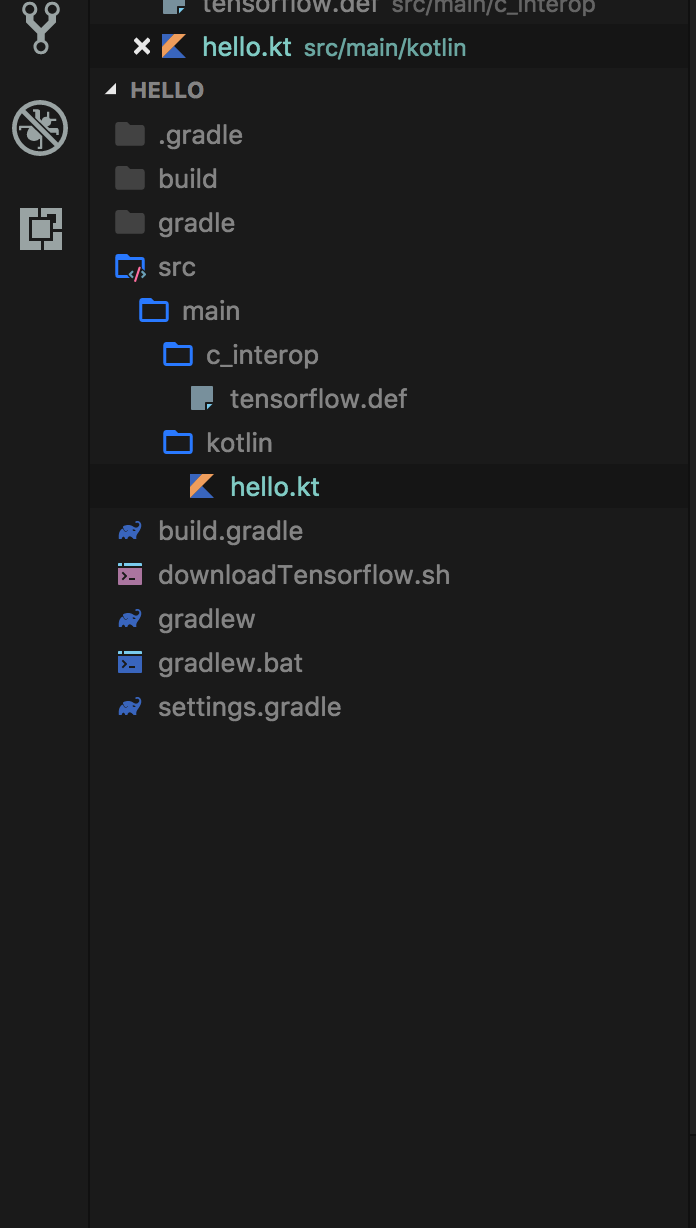 tensorflow.def src/main/c_interop
hello.kt src/main/kotlin
HELLO
.gradle
build
gradle
src
main
c_interop
tensorflow.def
kotlin
hello.kt
build.gradle
downloadTensorflow.sh
gradlew
gradlew.bat
settings.gradle